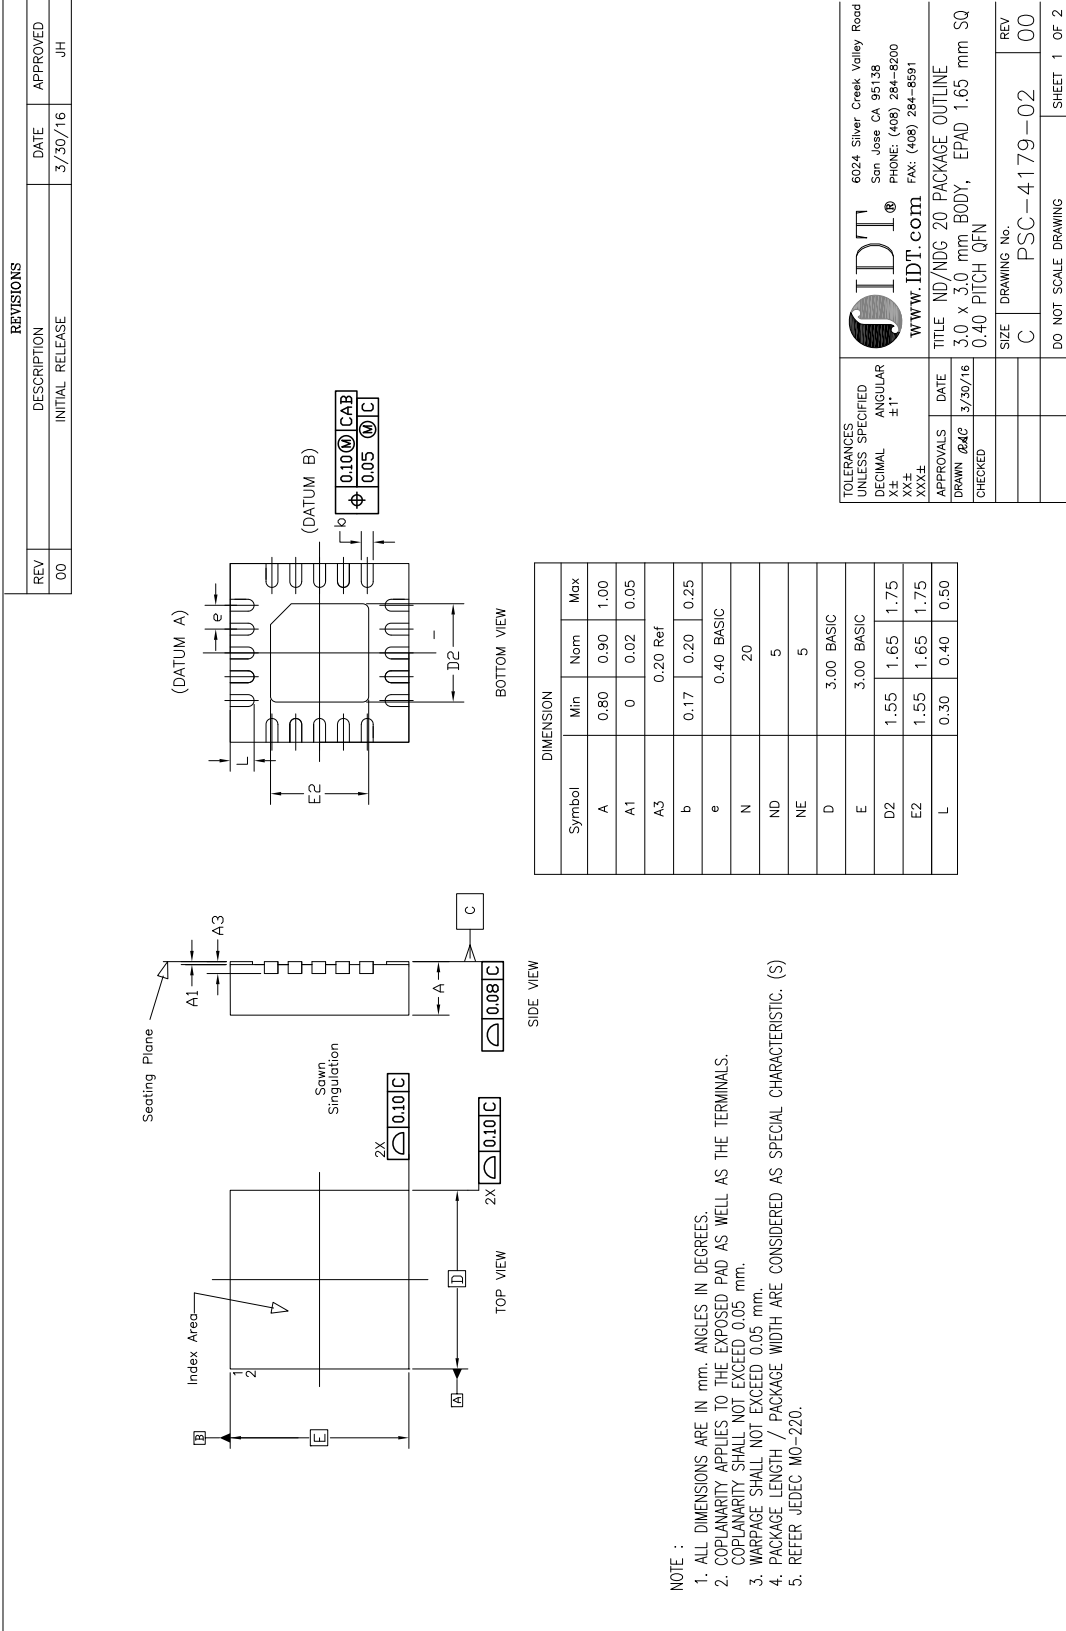 REVISIONS
REV DESCRIPTION DATE APPROVED
00 INITIAL RELEASE 3/30/16 JH
Seating Plane
A1
A3
(DATUM A)
(DATUM B)
Index Area
1
2
B
E
A
D
2X
0.10 C
2X
0.10 C
TOP VIEW
Sawn
Singulation
A
C
0.08 C
SIDE VIEW
L
e
E2
D2
b
0.10 M C A B
0.05 M C
BOTTOM VIEW
DIMENSION
Symbol Min Nom Max
A 0.80 0.90 1.00
A1 0 0.02 0.05
A3 0.20 Ref
b 0.17 0.20 0.25
e 0.40 BASIC
N 20
ND 5
NE 5
D 3.00 BASIC
E 3.00 BASIC
D2 1.55 1.65 1.75
E2 1.55 1.65 1.75
L 0.30 0.40 0.50
NOTE :
1. ALL DIMENSIONS ARE IN mm. ANGLES IN DEGREES.
2. COPLANARITY APPLIES TO THE EXPOSED PAD AS WELL AS THE TERMINALS.
COPLANARITY SHALL NOT EXCEED 0.05 mm.
3. WARPAGE SHALL NOT EXCEED 0.05 mm.
4. PACKAGE LENGTH / PACKAGE WIDTH ARE CONSIDERED AS SPECIAL CHARACTERISTIC. (S)
5. REFER JEDEC MO-220.
TOLERANCES
UNLESS SPECIFIED
DECIMAL ANGULAR
X± ±1°
XX±
XXX±
APPROVALS DATE
DRAWN RAC 3/30/16
CHECKED
IDT®
www.IDT.com
6024 Silver Creek Valley Road
San Jose CA 95138
PHONE: (408) 284-8200
FAX: (408) 284-8591
TITLE ND/NDG 20 PACKAGE OUTLINE
3.0 x 3.0 mm BODY, EPAD 1.65 mm SQ
0.40 PITCH QFN
SIZE DRAWING No. REV
C PSC-4179-02 00
DO NOT SCALE DRAWING SHEET 1 OF 2